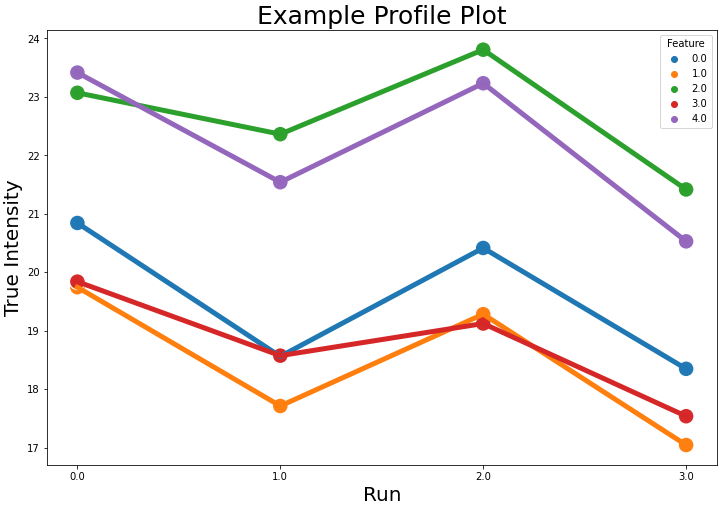 Example Profile Plot
True Intensity
24
23
22
21
20
19
18
17
Feature
0.0
1.0
2.0
3.0
4.0
0.0 1.0 2.0 3.0
Run